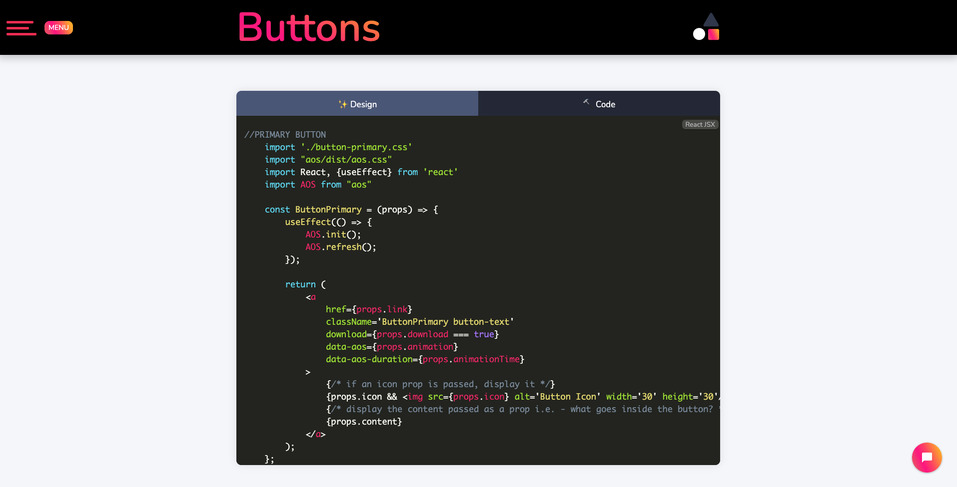 MENU
Buttons
✨ Design
Code
React JSX
//PRIMARY BUTTON
import './button-primary.css'
import "aos/dist/aos.css"
import React, {useEffect} from 'react'
import AOS from "aos"
const ButtonPrimary = (props) => {
useEffect(() => {
AOS.init();
AOS.refresh();
});
return (
<a
href={props.link}
className='ButtonPrimary button-text'
download={props.download === true}
data-aos={props.animation}
data-aos-duration={props.animationTime}
>
{/* if an icon prop is passed, display it */}
{props.icon && <img src={props.icon} alt='Button Icon' width='30' height='30'/
{/* display the content passed as a prop i.e. - what goes inside the button?
{props.content}
</a>
);
};